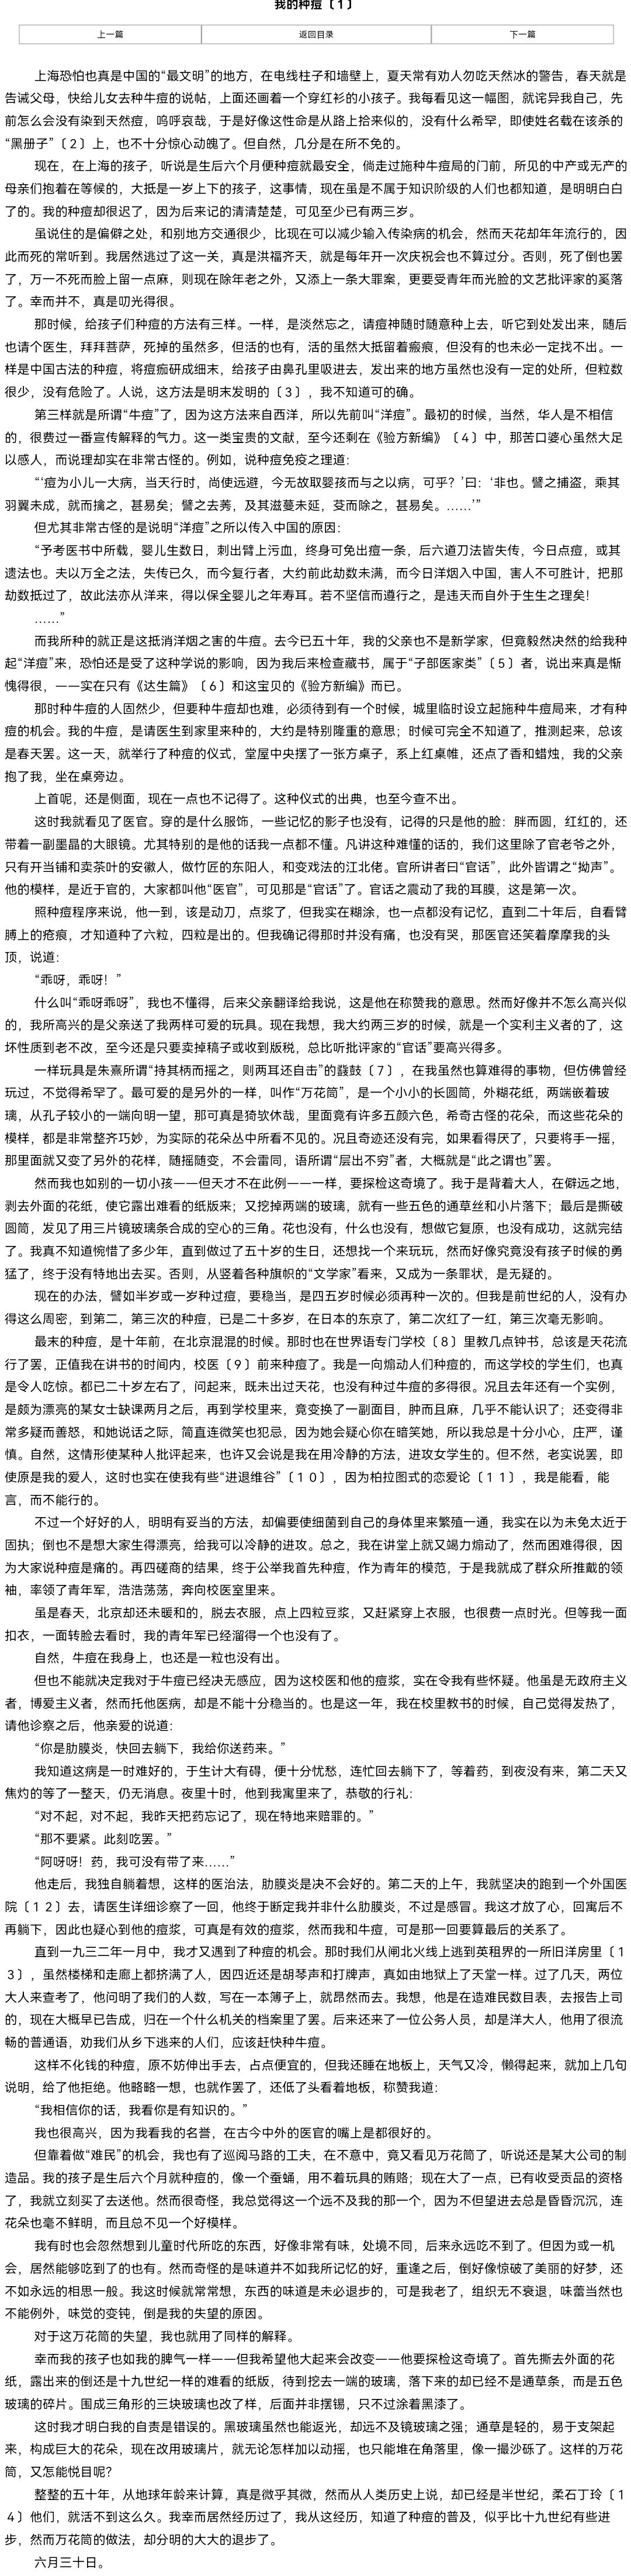 我的种痘〔1〕
上一篇 返回目录 下一篇
上海恐怕也真是中国的“最文明”的地方，在电线柱子和墙壁上，夏天常有劝人勿吃天然冰的警告，春天就是
告诫父母，快给儿女去种牛痘的说帖，上面还画着一个穿红衫的小孩子。我每看见这一幅图，就诧异我自己，先
前怎么会没有染到天然痘，呜呼哀哉，于是好像这性命是从路上拾来似的，没有什么希罕，即使姓名载在该杀的
“黑册子”〔2〕上，也不十分惊心动魄了。但自然，几分是在所不免的。
现在，在上海的孩子，听说是生后六个月便种痘就最安全，倘走过施种牛痘局的门前，所见的中产或无产的
母亲们抱着在等候的，大抵是一岁上下的孩子，这事情，现在虽是不属于知识阶级的人们也都知道，是明明白白
了的。我的种痘却很迟了，因为后来记的清清楚楚，可见至少已有两三岁。
虽说住的是偏僻之处，和别地方交通很少，比现在可以减少输入传染病的机会，然而天花却年年流行的，因
此而死的常听到。我居然逃过了这一关，真是洪福齐天，就是每年开一次庆祝会也不算过分。否则，死了倒也罢
了，万一不死而脸上留一点麻，则现在除年老之外，又添上一条大罪案，更要受青年而光脸的文艺批评家的奚落
了。幸而并不，真是叨光得很。
那时候，给孩子们种痘的方法有三样。一样，是淡然忘之，请痘神随时随意种上去，听它到处发出来，随后
也请个医生，拜拜菩萨，死掉的虽然多，但活的也有，活的虽然大抵留着瘢痕，但没有的也未必一定找不出。一
样是中国古法的种痘，将痘痂研成细末，给孩子由鼻孔里吸进去，发出来的地方虽然也没有一定的处所，但粒数
很少，没有危险了。人说，这方法是明末发明的〔3〕，我不知道可的确。
第三样就是所谓“牛痘”了，因为这方法来自西洋，所以先前叫“洋痘”。最初的时候，当然，华人是不相信
的，很费过一番宣传解释的气力。这一类宝贵的文献，至今还剩在《验方新编》〔4〕中，那苦口婆心虽然大足
以感人，而说理却实在非常古怪的。例如，说种痘免疫之理道：
“‘痘为小儿一大病，当天行时，尚使远避，今无故取婴孩而与之以病，可乎？’曰：‘非也。譬之捕盗，乘其
羽翼未成，就而擒之，甚易矣；譬之去莠，及其滋蔓未延，芟而除之，甚易矣。……’”
但尤其非常古怪的是说明“洋痘”之所以传入中国的原因：
“予考医书中所载，婴儿生数日，刺出臂上污血，终身可免出痘一条，后六道刀法皆失传，今日点痘，或其
遗法也。夫以万全之法，失传已久，而今复行者，大约前此劫数未满，而今日洋烟入中国，害人不可胜计，把那
劫数抵过了，故此法亦从洋来，得以保全婴儿之年寿耳。若不坚信而遵行之，是违天而自外于生生之理矣！
……”
而我所种的就正是这抵消洋烟之害的牛痘。去今已五十年，我的父亲也不是新学家，但竟毅然决然的给我种
起“洋痘”来，恐怕还是受了这种学说的影响，因为我后来检查藏书，属于“子部医家类”〔5〕者，说出来真是惭
愧得很，——实在只有《达生篇》〔6〕和这宝贝的《验方新编》而已。
那时种牛痘的人固然少，但要种牛痘却也难，必须待到有一个时候，城里临时设立起施种牛痘局来，才有种
痘的机会。我的牛痘，是请医生到家里来种的，大约是特别隆重的意思；时候可完全不知道了，推测起来，总该
是春天罢。这一天，就举行了种痘的仪式，堂屋中央摆了一张方桌子，系上红桌帷，还点了香和蜡烛，我的父亲
抱了我，坐在桌旁边。
上首呢，还是侧面，现在一点也不记得了。这种仪式的出典，也至今查不出。
这时我就看见了医官。穿的是什么服饰，一些记忆的影子也没有，记得的只是他的脸：胖而圆，红红的，还
带着一副墨晶的大眼镜。尤其特别的是他的话我一点都不懂。凡讲这种难懂的话的，我们这里除了官老爷之外，
只有开当铺和卖茶叶的安徽人，做竹匠的东阳人，和变戏法的江北佬。官所讲者曰“官话”，此外皆谓之“拗声”。
他的模样，是近于官的，大家都叫他“医官”，可见那是“官话”了。官话之震动了我的耳膜，这是第一次。
照种痘程序来说，他一到，该是动刀，点浆了，但我实在糊涂，也一点都没有记忆，直到二十年后，自看臂
膊上的疮痕，才知道种了六粒，四粒是出的。但我确记得那时并没有痛，也没有哭，那医官还笑着摩摩我的头
顶，说道：
“乖呀，乖呀！”
什么叫“乖呀乖呀”，我也不懂得，后来父亲翻译给我说，这是他在称赞我的意思。然而好像并不怎么高兴似
的，我所高兴的是父亲送了我两样可爱的玩具。现在我想，我大约两三岁的时候，就是一个实利主义者的了，这
坏性质到老不改，至今还是只要卖掉稿子或收到版税，总比听批评家的“官话”要高兴得多。
一样玩具是朱熹所谓“持其柄而摇之，则两耳还自击”的鼗鼓〔7〕，在我虽然也算难得的事物，但仿佛曾经
玩过，不觉得希罕了。最可爱的是另外的一样，叫作“万花筒”，是一个小小的长圆筒，外糊花纸，两端嵌着玻
璃，从孔子较小的一端向明一望，那可真是猗欤休哉，里面竟有许多五颜六色，希奇古怪的花朵，而这些花朵的
模样，都是非常整齐巧妙，为实际的花朵丛中所看不见的。况且奇迹还没有完，如果看得厌了，只要将手一摇，
那里面就又变了另外的花样，随摇随变，不会雷同，语所谓“层出不穷”者，大概就是“此之谓也”罢。
然而我也如别的一切小孩——但天才不在此例——一样，要探检这奇境了。我于是背着大人，在僻远之地，
剥去外面的花纸，使它露出难看的纸版来；又挖掉两端的玻璃，就有一些五色的通草丝和小片落下；最后是撕破
圆筒，发见了用三片镜玻璃条合成的空心的三角。花也没有，什么也没有，想做它复原，也没有成功，这就完结
了。我真不知道惋惜了多少年，直到做过了五十岁的生日，还想找一个来玩玩，然而好像究竟没有孩子时候的勇
猛了，终于没有特地出去买。否则，从竖着各种旗帜的“文学家”看来，又成为一条罪状，是无疑的。
现在的办法，譬如半岁或一岁种过痘，要稳当，是四五岁时候必须再种一次的。但我是前世纪的人，没有办
得这么周密，到第二，第三次的种痘，已是二十多岁，在日本的东京了，第二次红了一红，第三次毫无影响。
最末的种痘，是十年前，在北京混混的时候。那时也在世界语专门学校〔8〕里教几点钟书，总该是天花流
行了罢，正值我在讲书的时间内，校医〔9〕前来种痘了。我是一向煽动人们种痘的，而这学校的学生们，也真
是令人吃惊。都已二十岁左右了，问起来，既未出过天花，也没有种过牛痘的多得很。况且去年还有一个实例，
是颇为漂亮的某女士缺课两月之后，再到学校里来，竟变换了一副面目，肿而且麻，几乎不能认识了；还变得非
常多疑而善怒，和她说话之际，简直连微笑也犯忌，因为她会疑心你在暗笑她，所以我总是十分小心，庄严，谨
慎。自然，这情形使某种人批评起来，也许又会说是我在用冷静的方法，进攻女学生的。但不然，老实说罢，即
使原是我的爱人，这时也实在使我有些“进退维谷”〔10〕，因为柏拉图式的恋爱论〔11〕，我是能看，能
言，而不能行的。
不过一个好好的人，明明有妥当的方法，却偏要使细菌到自己的身体里来繁殖一通，我实在以为未免太近于
固执；倒也不是想大家生得漂亮，给我可以冷静的进攻。总之，我在讲堂上就又竭力煽动了，然而困难得很，因
为大家说种痘是痛的。再四磋商的结果，终于公举我首先种痘，作为青年的模范，于是我就成了群众所推戴的领
袖，率领了青年军，浩浩荡荡，奔向校医室里来。
虽是春天，北京却还未暖和的，脱去衣服，点上四粒豆浆，又赶紧穿上衣服，也很费一点时光。但等我一面
扣衣，一面转脸去看时，我的青年军已经溜得一个也没有了。
自然，牛痘在我身上，也还是一粒也没有出。
但也不能就决定我对于牛痘已经决无感应，因为这校医和他的痘浆，实在令我有些怀疑。他虽是无政府主义
者，博爱主义者，然而托他医病，却是不能十分稳当的。也是这一年，我在校里教书的时候，自己觉得发热了，
请他诊察之后，他亲爱的说道：
“你是肋膜炎，快回去躺下，我给你送药来。”
我知道这病是一时难好的，于生计大有碍，便十分忧愁，连忙回去躺下了，等着药，到夜没有来，第二天又
焦灼的等了一整天，仍无消息。夜里十时，他到我寓里来了，恭敬的行礼：
“对不起，对不起，我昨天把药忘记了，现在特地来赔罪的。”
“那不要紧。此刻吃罢。”
“阿呀呀！药，我可没有带了来……”
他走后，我独自躺着想，这样的医治法，肋膜炎是决不会好的。第二天的上午，我就坚决的跑到一个外国医
院〔12〕去，请医生详细诊察了一回，他终于断定我并非什么肋膜炎，不过是感冒。我这才放了心，回寓后不
再躺下，因此也疑心到他的痘浆，可真是有效的痘浆，然而我和牛痘，可是那一回要算最后的关系了。
直到一九三二年一月中，我才又遇到了种痘的机会。那时我们从闸北火线上逃到英租界的一所旧洋房里〔1
3〕，虽然楼梯和走廊上都挤满了人，因四近还是胡琴声和打牌声，真如由地狱上了天堂一样。过了几天，两位
大人来查考了，他问明了我们的人数，写在一本簿子上，就昂然而去。我想，他是在造难民数目表，去报告上司
的，现在大概早已告成，归在一个什么机关的档案里了罢。后来还来了一位公务人员，却是洋大人，他用了很流
畅的普通语，劝我们从乡下逃来的人们，应该赶快种牛痘。
这样不化钱的种痘，原不妨伸出手去，占点便宜的，但我还睡在地板上，天气又冷，懒得起来，就加上几句
说明，给了他拒绝。他略略一想，也就作罢了，还低了头看着地板，称赞我道：
“我相信你的话，我看你是有知识的。”
我也很高兴，因为我看我的名誉，在古今中外的医官的嘴上是都很好的。
但靠着做“难民”的机会，我也有了巡阅马路的工夫，在不意中，竟又看见万花筒了，听说还是某大公司的制
造品。我的孩子是生后六个月就种痘的，像一个蚕蛹，用不着玩具的贿赂；现在大了一点，已有收受贡品的资格
了，我就立刻买了去送他。然而很奇怪，我总觉得这一个远不及我的那一个，因为不但望进去总是昏昏沉沉，连
花朵也毫不鲜明，而且总不见一个好模样。
我有时也会忽然想到儿童时代所吃的东西，好像非常有味，处境不同，后来永远吃不到了。但因为或一机
会，居然能够吃到了的也有。然而奇怪的是味道并不如我所记忆的好，重逢之后，倒好像惊破了美丽的好梦，还
不如永远的相思一般。我这时候就常常想，东西的味道是未必退步的，可是我老了，组织无不衰退，味蕾当然也
不能例外，味觉的变钝，倒是我的失望的原因。
对于这万花筒的失望，我也就用了同样的解释。
幸而我的孩子也如我的脾气一样——但我希望他大起来会改变——他要探检这奇境了。首先撕去外面的花
纸，露出来的倒还是十九世纪一样的难看的纸版，待到挖去一端的玻璃，落下来的却已经不是通草条，而是五色
玻璃的碎片。围成三角形的三块玻璃也改了样，后面并非摆锡，只不过涂着黑漆了。
这时我才明白我的自责是错误的。黑玻璃虽然也能返光，却远不及镜玻璃之强；通草是轻的，易于支架起
来，构成巨大的花朵，现在改用玻璃片，就无论怎样加以动摇，也只能堆在角落里，像一撮沙砾了。这样的万花
筒，又怎能悦目呢？
整整的五十年，从地球年龄来计算，真是微乎其微，然而从人类历史上说，却已经是半世纪，柔石丁玲〔1
4〕他们，就活不到这么久。我幸而居然经历过了，我从这经历，知道了种痘的普及，似乎比十九世纪有些进
步，然而万花筒的做法，却分明的大大的退步了。
六月三十日。